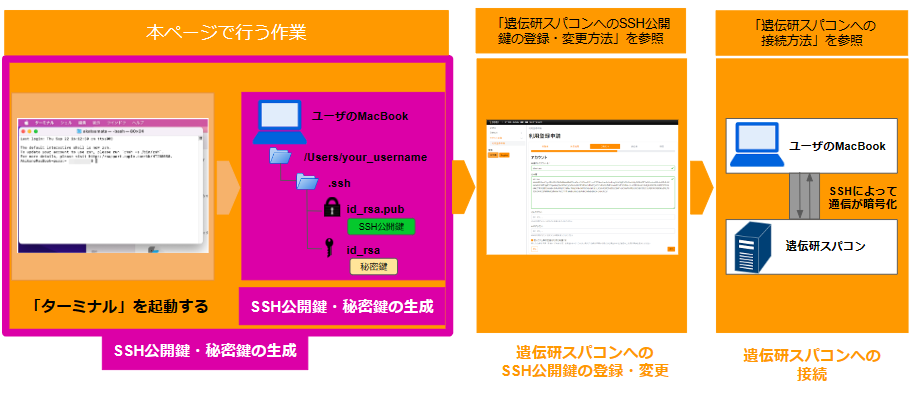 本ページで行う作業
「遺伝研スパコンへのSSH公開
鍵の登録・変更方法」を参照
「遺伝研スパコンへの
接続方法」を参照
ユーザのMacBook
/Users/your_username
.ssh
id_rsa.pub
SSH公開鍵
id_rsa
秘密鍵
「ターミナル」を起動する
SSH公開鍵・秘密鍵の生成
SSH公開鍵・秘密鍵の生成
利用登録申請
アカウント
遺伝研スパコンへの
SSH公開鍵の登録・変更
ユーザのMacBook
SSHによって
通信が暗号化
遺伝研スパコン
遺伝研スパコンへの
接続